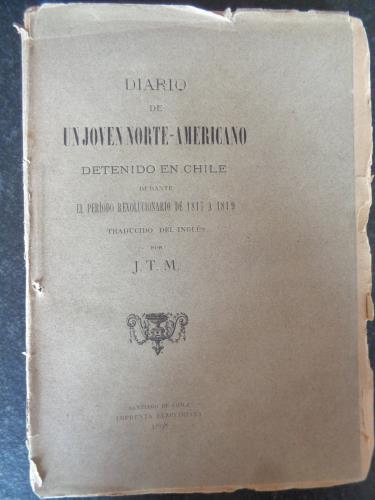 DIARIO
DE
UN JOVEN NORTE-AMERICANO
DETENIDO EN CHILE
DURANTE
EL PERÍODO REVOLUCIONARIO DE 1817 A 1819
TRADUCIDO DEL INGLÉS
POR
J. T. M.
SANTIAGO DE CHILE
IMPRENTA ELZEVIRIANA
1898